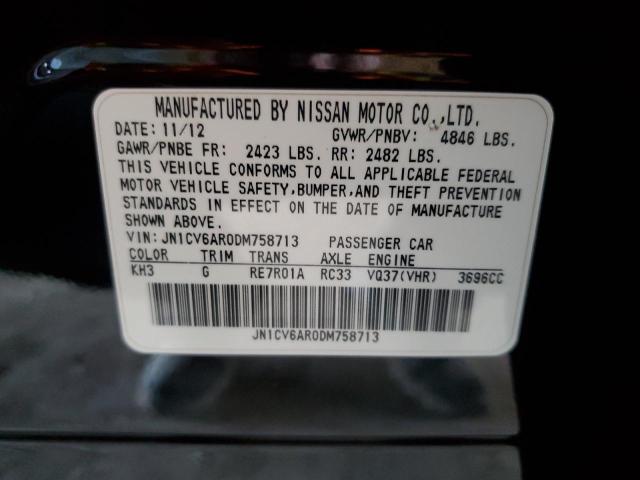 MANUFACTURED BY NISSAN MOTOR CO.,LTD.
DATE: 11/12 GVWR/PNBV: 4846 LBS.
GAWR/PNBE FR: 2423 LBS. RR: 2482 LBS.
THIS VEHICLE CONFORMS TO ALL APPLICABLE FEDERAL
MOTOR VEHICLE SAFETY,BUMPER,AND THEFT PREVENTION
STANDARDS IN EFFECT ON THE DATE OF MANUFACTURE
SHOWN ABOVE.
VIN: JN1CV6AR0DM758713 PASSENGER CAR
COLOR TRIM TRANS AXLE ENGINE
KH3 G RE7R01A RC33 VQ37(VHR) 3696CC
JN1CV6AR0DM758713